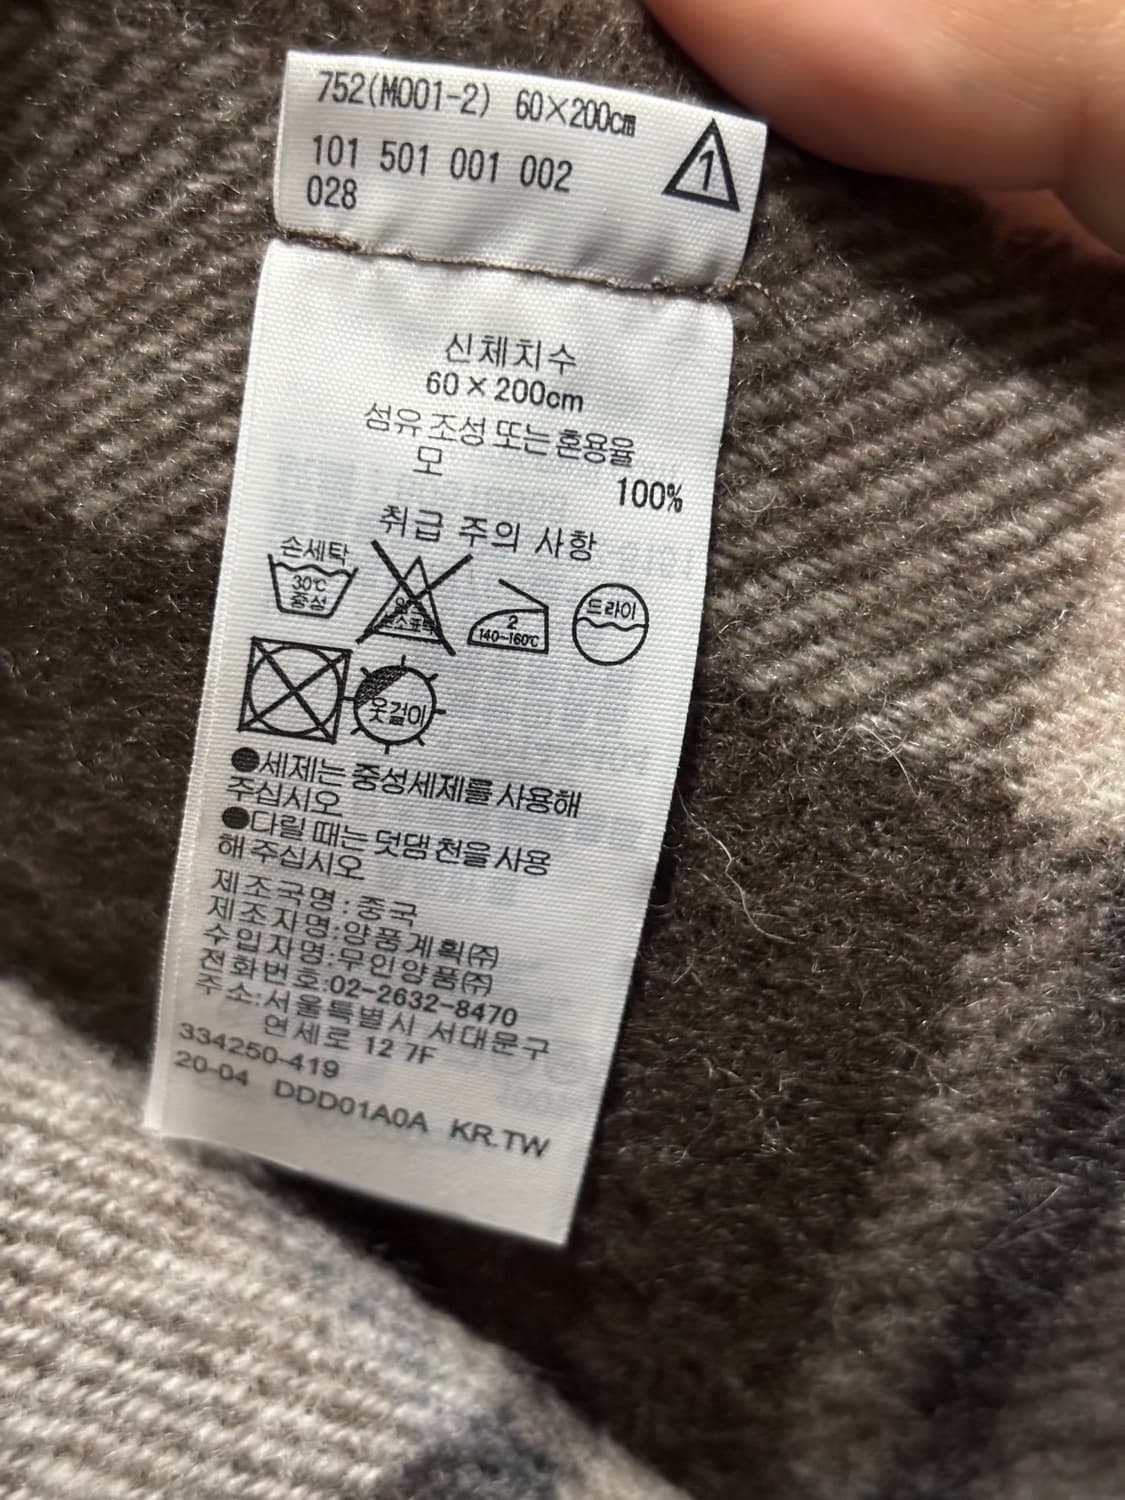 752(M001-2) 60×200cm
101 501 001 002
028
1
신체치수
60×200cm
섬유 조성 또는 혼용율
모 100%
취급 주의 사항
손세탁
30℃
중성
2
140~160℃
드라이
옷걸이
●세제는 중성세제를 사용해
주십시오
●다릴 때는 덧댐 천을 사용
해 주십시오
제조국명:중국
제조자명:양품계획㈜
수입자명:무인양품㈜
전화번호:02-2632-8470
주소:서울특별시 서대문구
연세로 12 7F
334250-419
20-04 DDD01A0A KR.TW